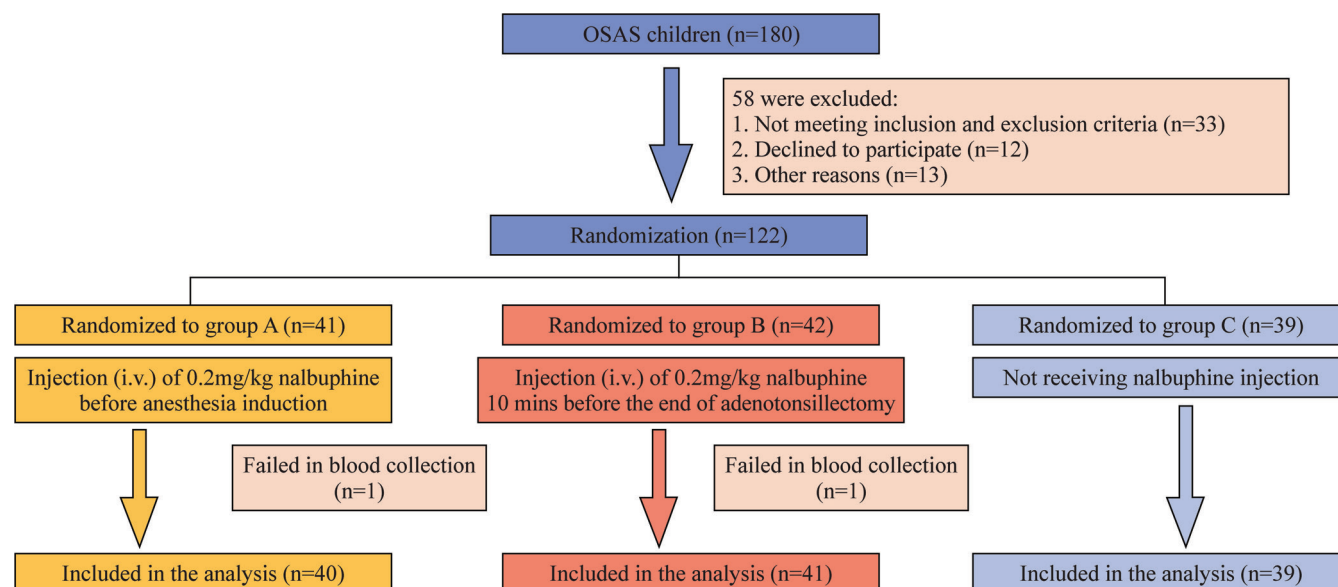 OSAS children (n=180)
58 were excluded:
1. Not meeting inclusion and exclusion criteria (n=33)
2. Declined to participate (n=12)
3. Other reasons (n=13)
Randomization (n=122)
Randomized to group A (n=41)
Randomized to group B (n=42)
Randomized to group C (n=39)
Injection (i.v.) of 0.2mg/kg nalbuphine
before anesthesia induction
Injection (i.v.) of 0.2mg/kg nalbuphine
10 mins before the end of adenotonsillectomy
Not receiving nalbuphine injection
Failed in blood collection
(n=1)
Failed in blood collection
(n=1)
Included in the analysis (n=40)
Included in the analysis (n=41)
Included in the analysis (n=39)